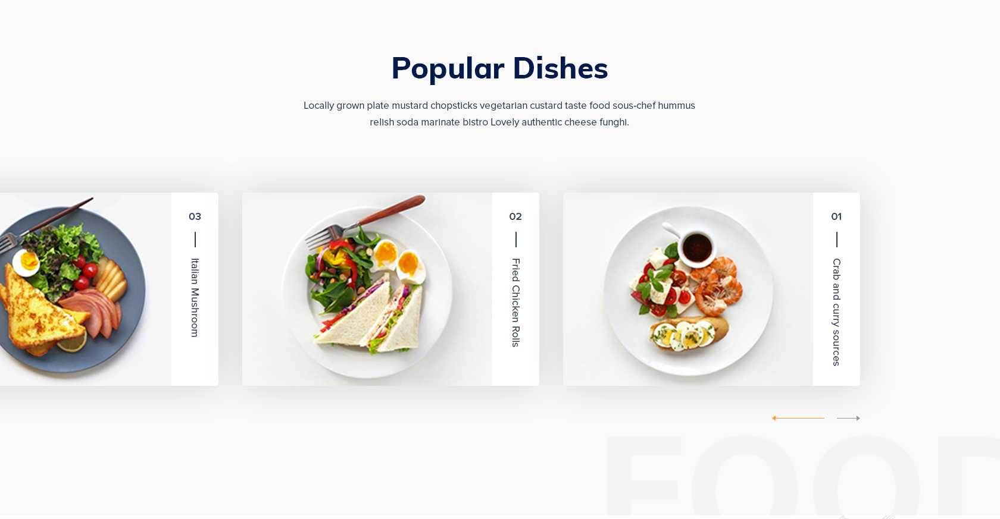 Popular Dishes
Locally grown plate mustard chopsticks vegetarian custard taste food sous-chef hummus
relish soda marinate bistro Lovely authentic cheese funghi.
03
Italian Mushroom
02
Fried Chicken Rolls
01
Crab and curry sources
FOOD